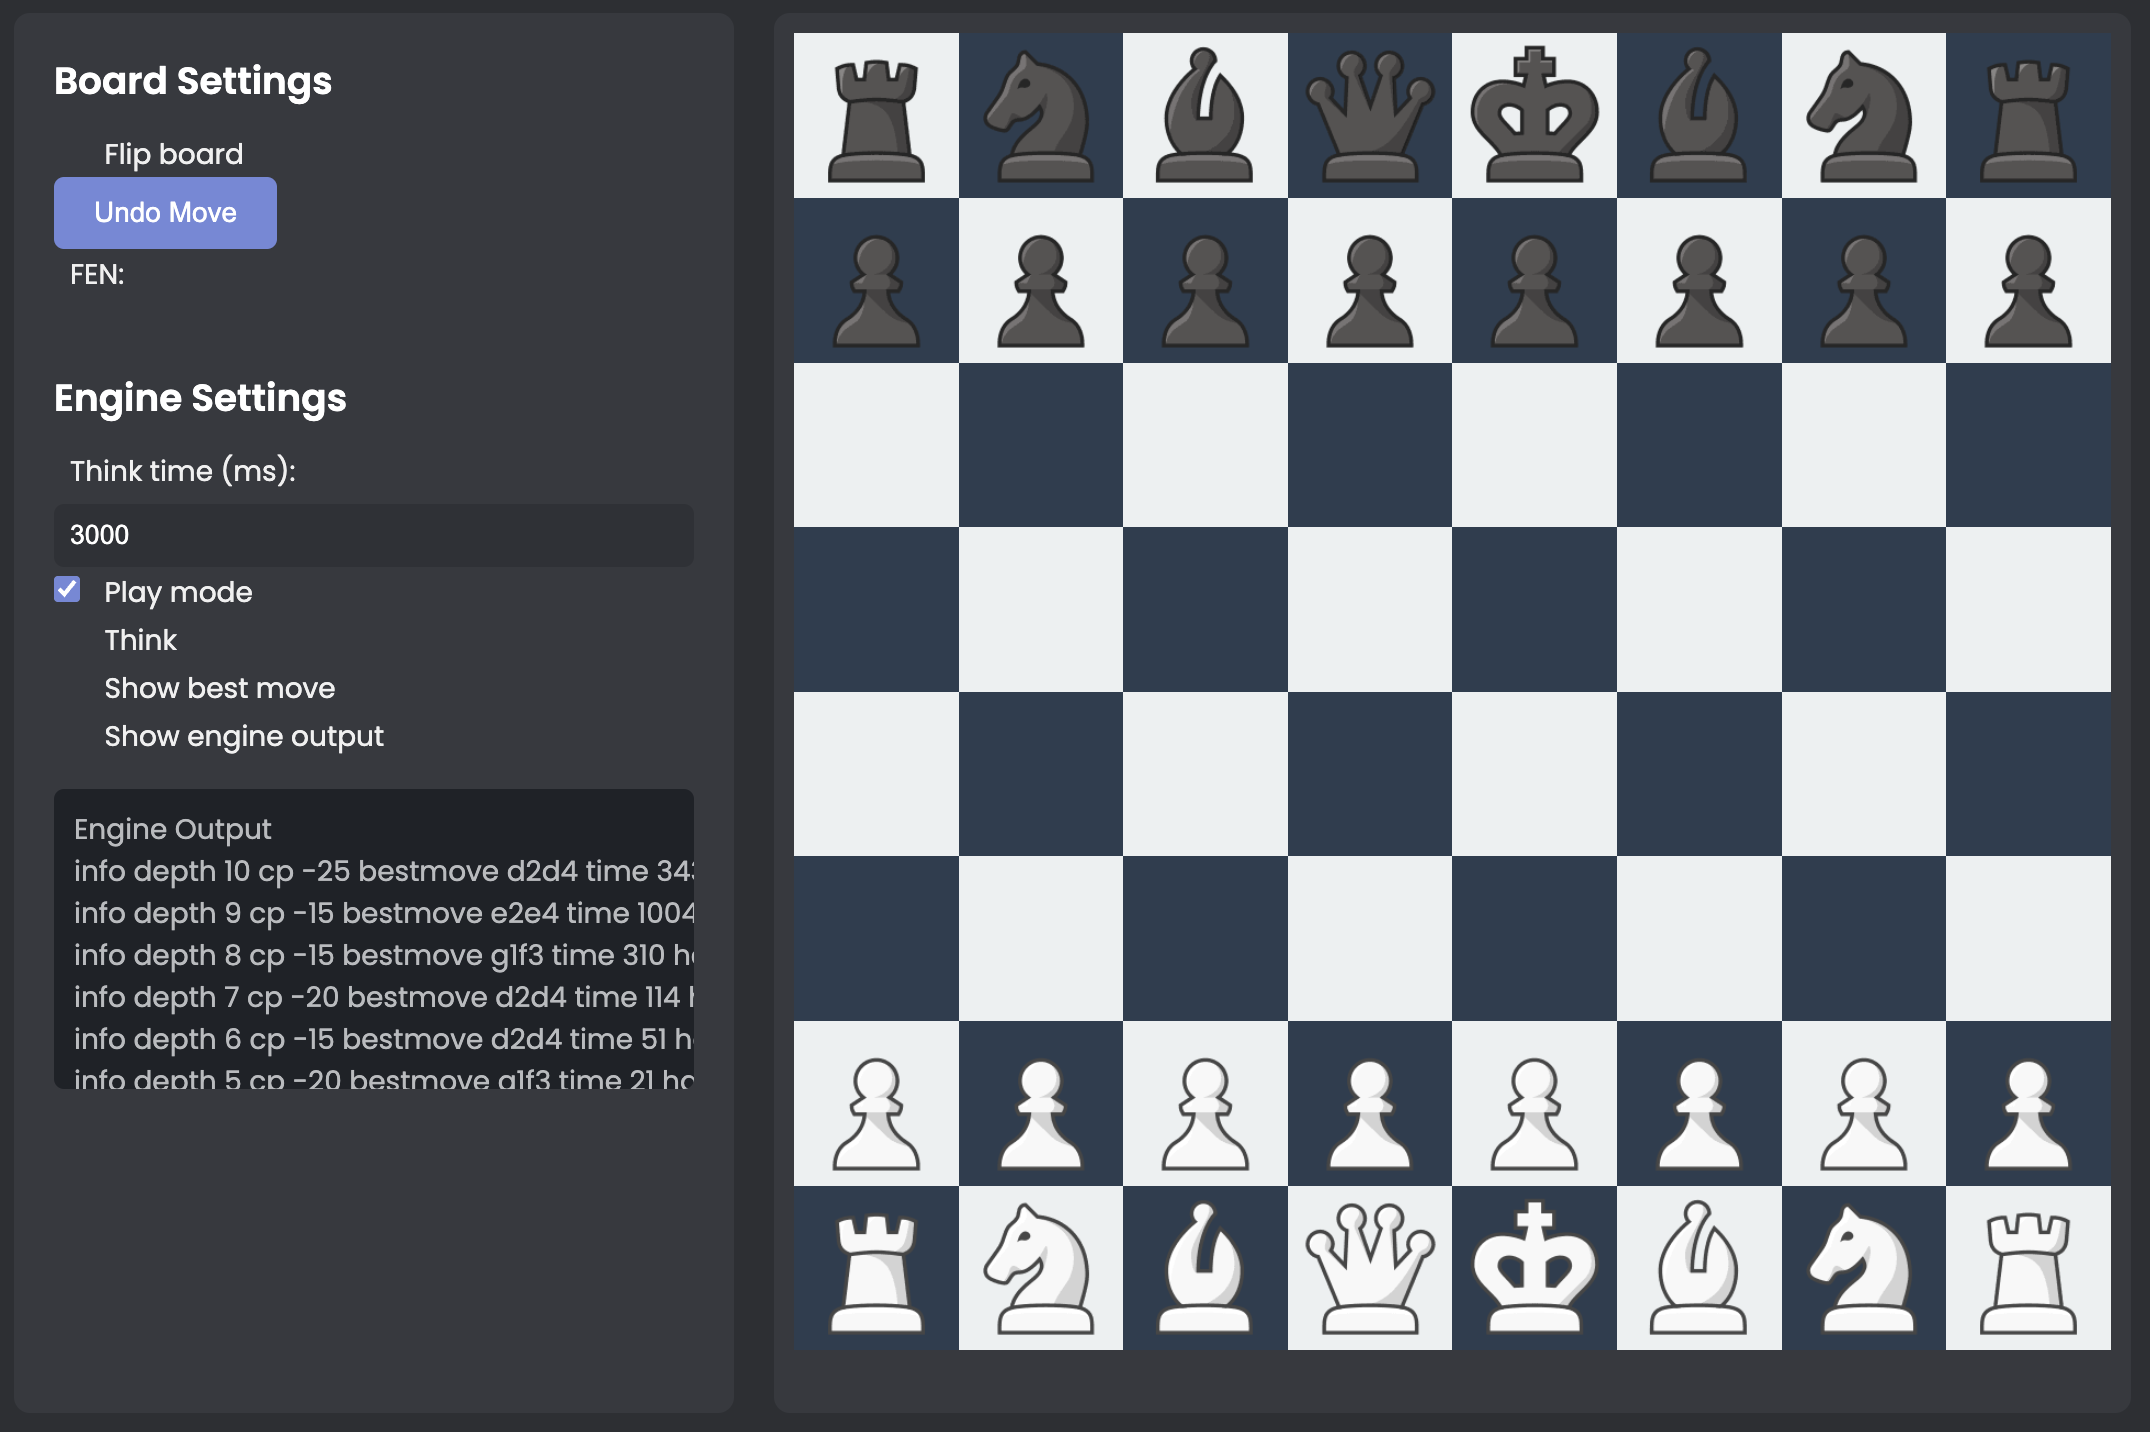 Board Settings
Flip board
Undo Move
FEN:
Engine Settings
Think time (ms):
3000
Play mode
Think
Show best move
Show engine output
Engine Output
info depth 10 cp -25 bestmove d2d4 time
info depth 9 cp -15 bestmove e2e4 time 1004
info depth 8 cp -15 bestmove g1f3 time 310
info depth 7 cp -20 bestmove d2d4 time 114
info depth 6 cp -15 bestmove d2d4 time 51
info depth 5 cp -20 bestmove g1f3 time 21